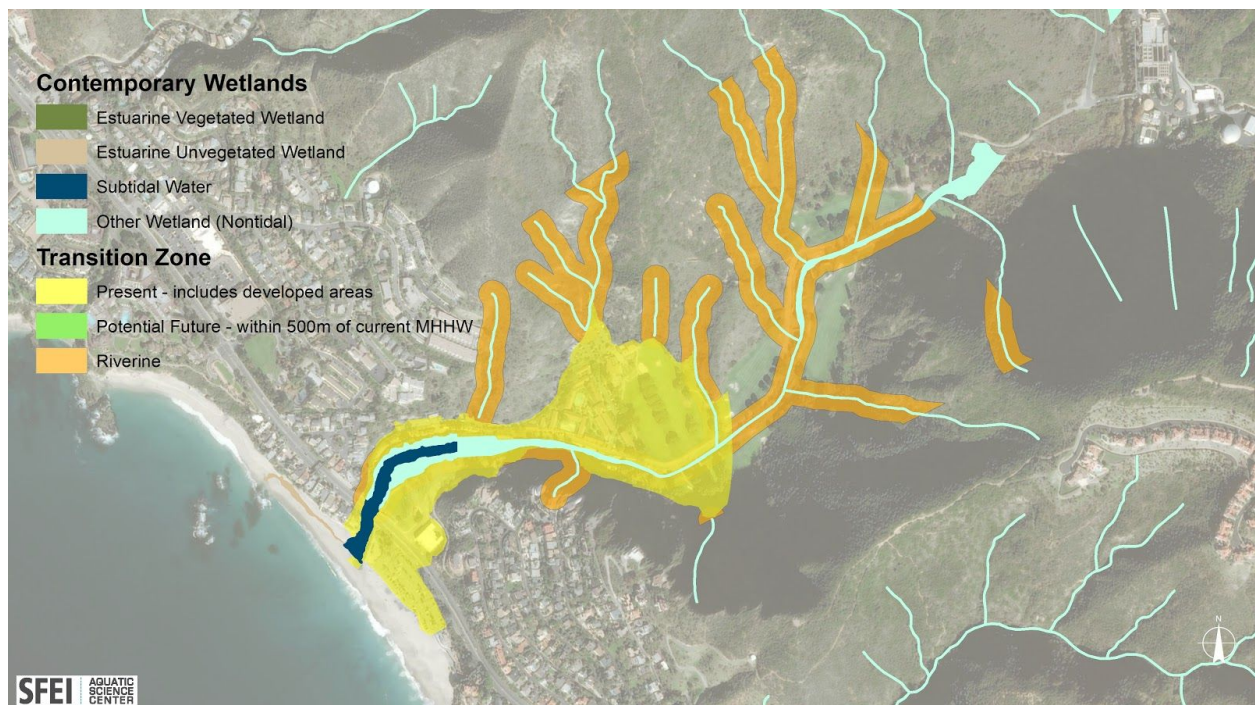 Contemporary Wetlands
Estuarine Vegetated Wetland
Estuarine Unvegetated Wetland
Subtidal Water
Other Wetland (Nontidal)
Transition Zone
Present - includes developed areas
Potential Future - within 500m of current MHHW
Riverine
N
SFEI AQUATIC
SCIENCE
CENTER